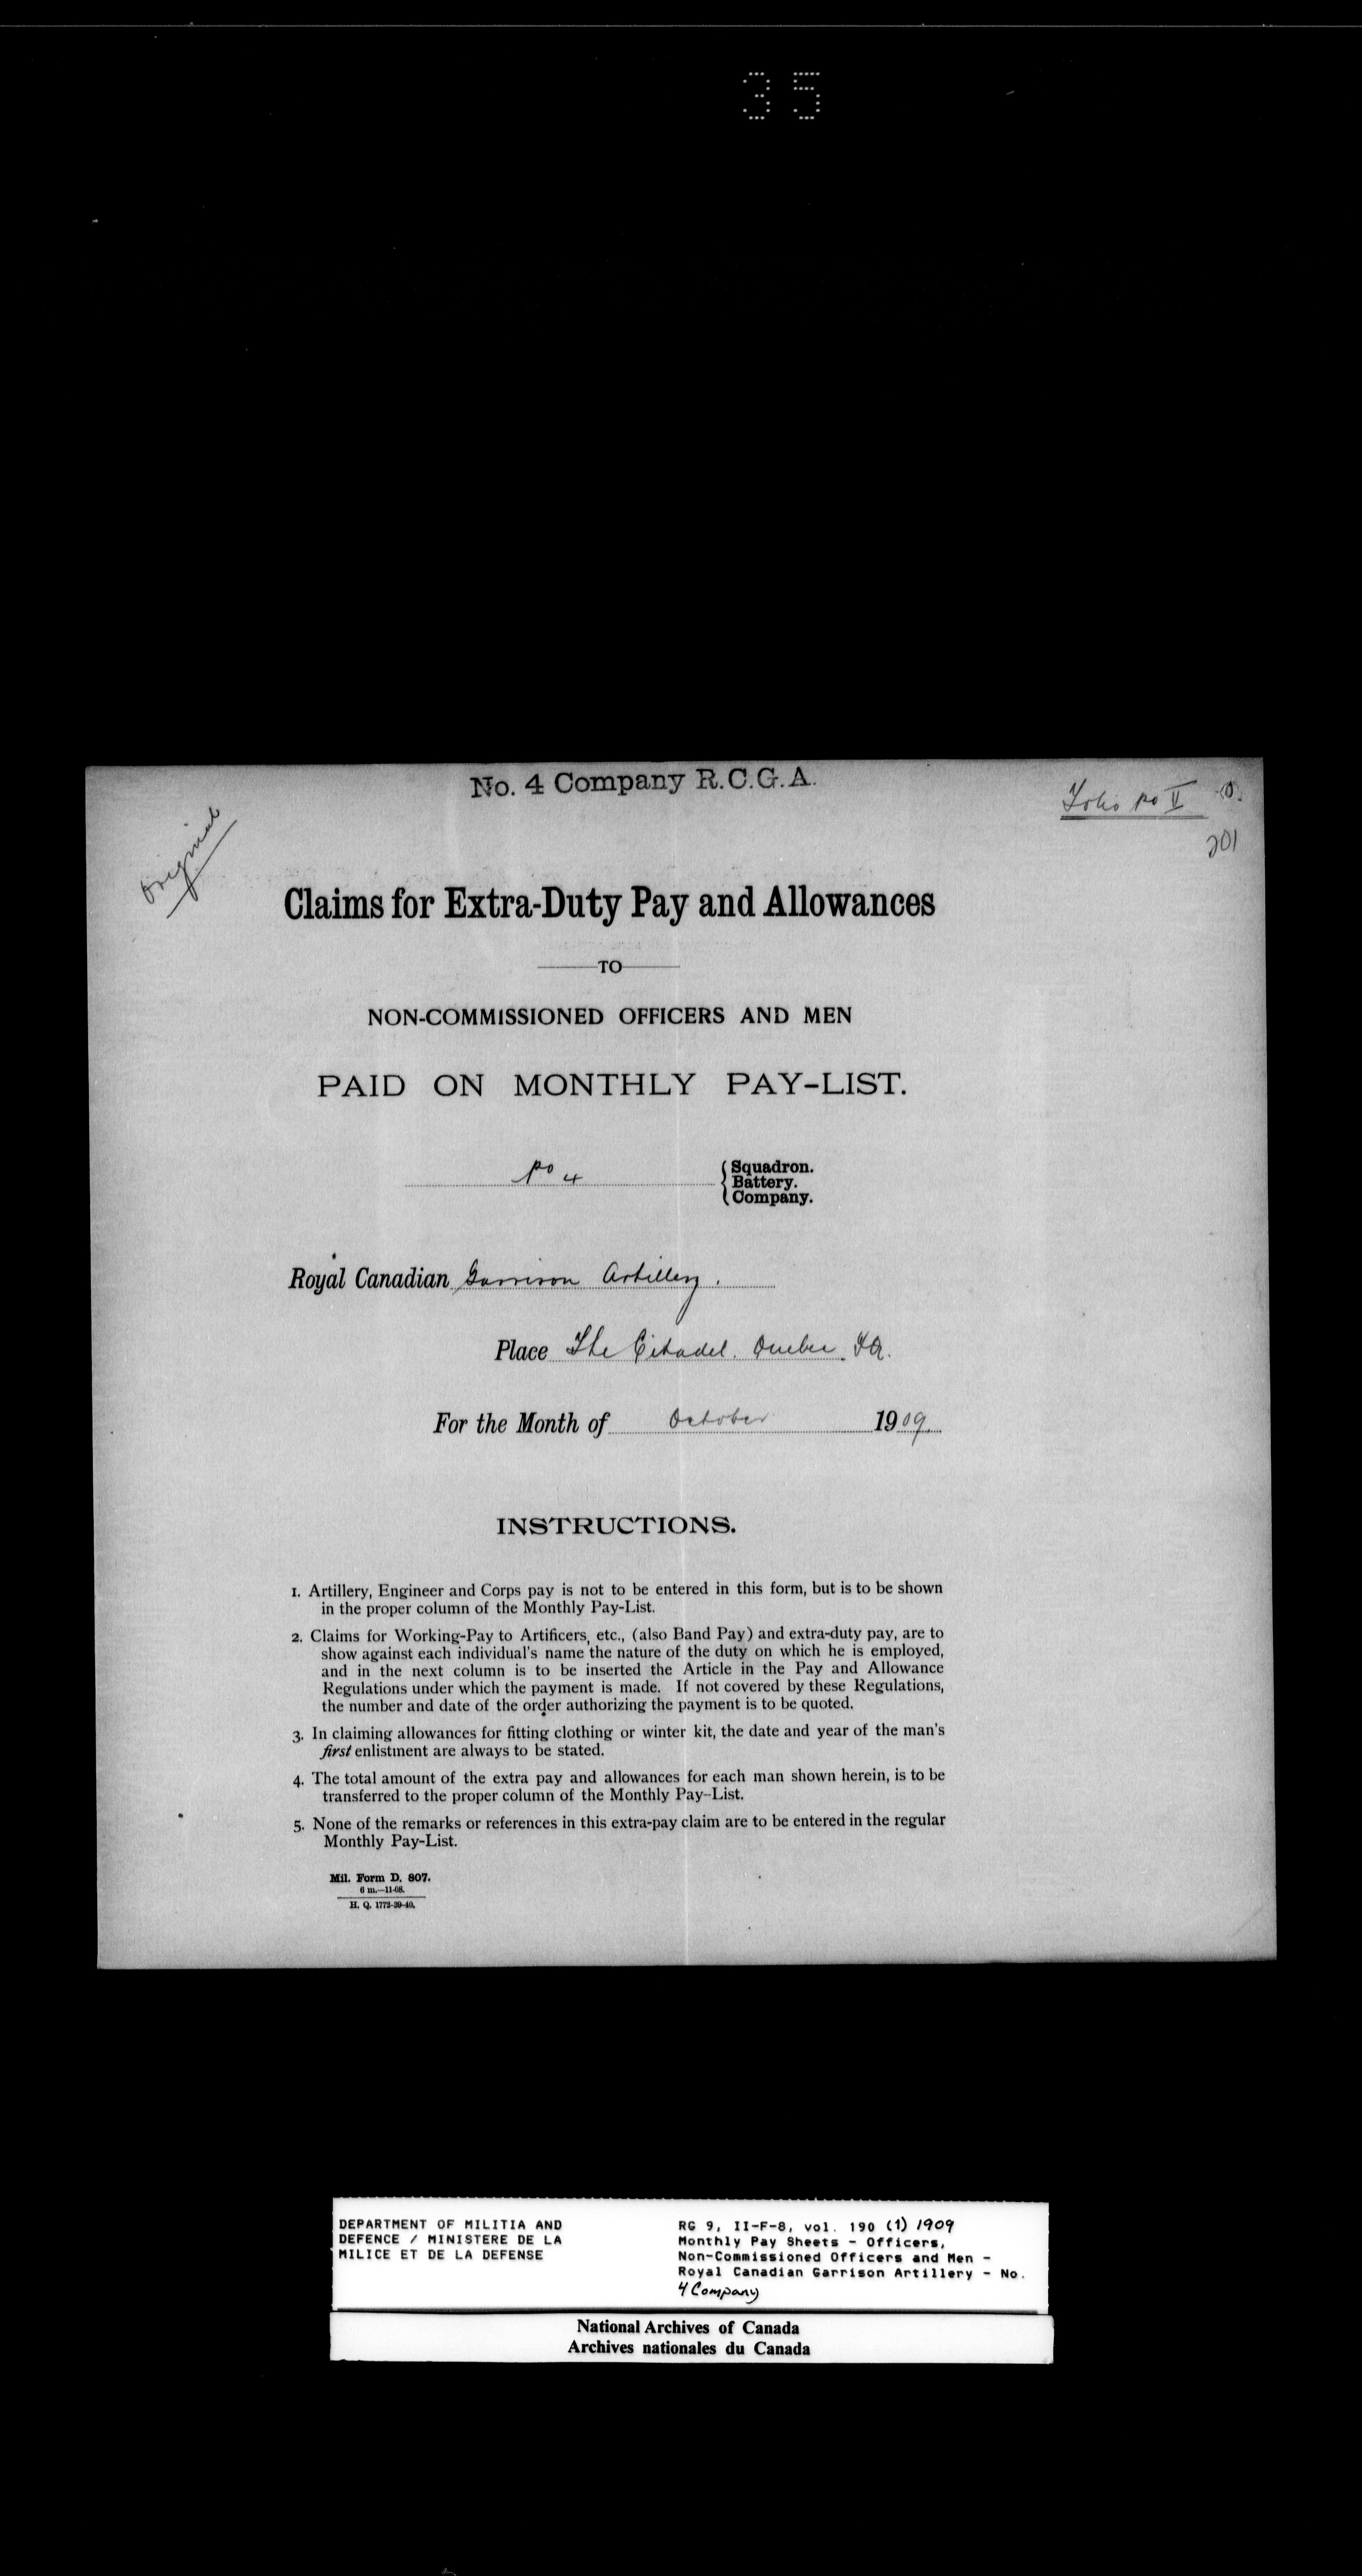 35
No. 4 Company R.C.G.A.
Folio No V
201
Original
Claims for Extra-Duty Pay and Allowances
TO
NON-COMMISSIONED OFFICERS AND MEN
PAID ON MONTHLY PAY-LIST.
No 4 { Squadron.
Battery.
Company.
Royal Canadian Garrison Artillery.
Place The Citadel. Quebec.
For the Month of October 1909.
INSTRUCTIONS.
1. Artillery, Engineer and Corps pay is not to be entered in this form, but is to be shown
in the proper column of the Monthly Pay-List.
2. Claims for Working-Pay to Artificers, etc., (also Band Pay) and extra-duty pay, are to
show against each individual's name the nature of the duty on which he is employed,
and in the next column is to be inserted the Article in the Pay and Allowance
Regulations under which the payment is made. If not covered by these Regulations,
the number and date of the order authorizing the payment is to be quoted.
3. In claiming allowances for fitting clothing or winter kit, the date and year of the man's
first enlistment are always to be stated.
4. The total amount of the extra pay and allowances for each man shown herein, is to be
transferred to the proper column of the Monthly Pay-List.
5. None of the remarks or references in this extra-pay claim are to be entered in the regular
Monthly Pay-List.
Mil. Form D. 807.
6 m.—11-08.
H. Q. 1772-39-40.
DEPARTMENT OF MILITIA AND
DEFENCE / MINISTERE DE LA
MILICE ET DE LA DEFENSE
RG 9, II-F-8, vol. 190 (1) 1909
Monthly Pay Sheets - Officers,
Non-Commissioned Officers and Men -
Royal Canadian Garrison Artillery - No.
4 Company
National Archives of Canada
Archives nationales du Canada